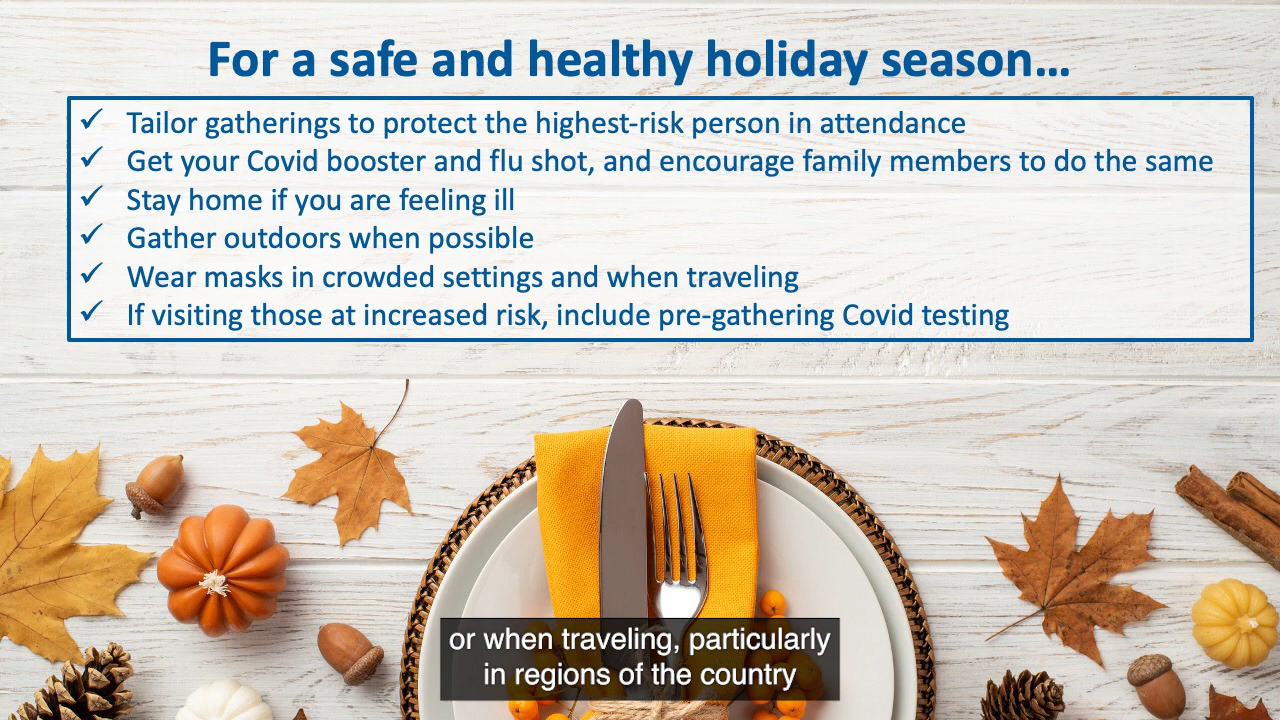 For a safe and healthy holiday season...
✓ Tailor gatherings to protect the highest-risk person in attendance
✓ Get your Covid booster and flu shot, and encourage family members to do the same
✓ Stay home if you are feeling ill
✓ Gather outdoors when possible
✓ Wear masks in crowded settings and when traveling
✓ If visiting those at increased risk, include pre-gathering Covid testing
or when traveling, particularly
in regions of the country